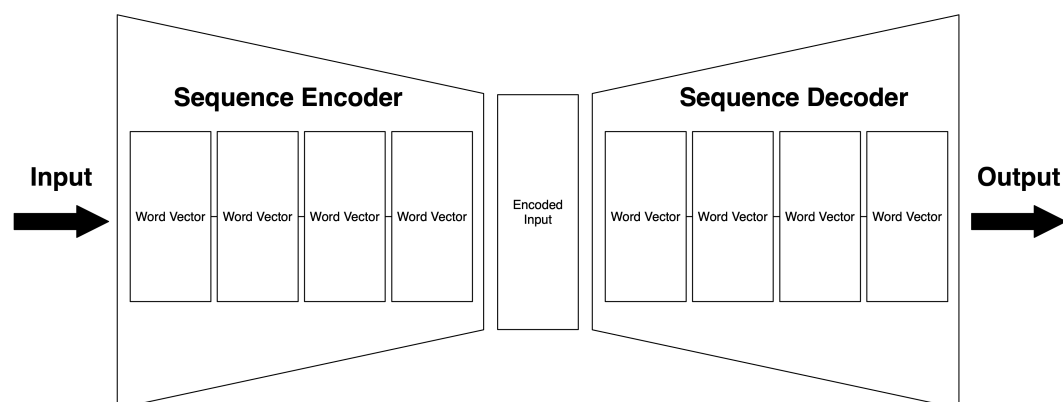 Sequence Encoder
Sequence Decoder
Input
Output
Word Vector
Word Vector
Word Vector
Word Vector
Encoded
Input
Word Vector
Word Vector
Word Vector
Word Vector